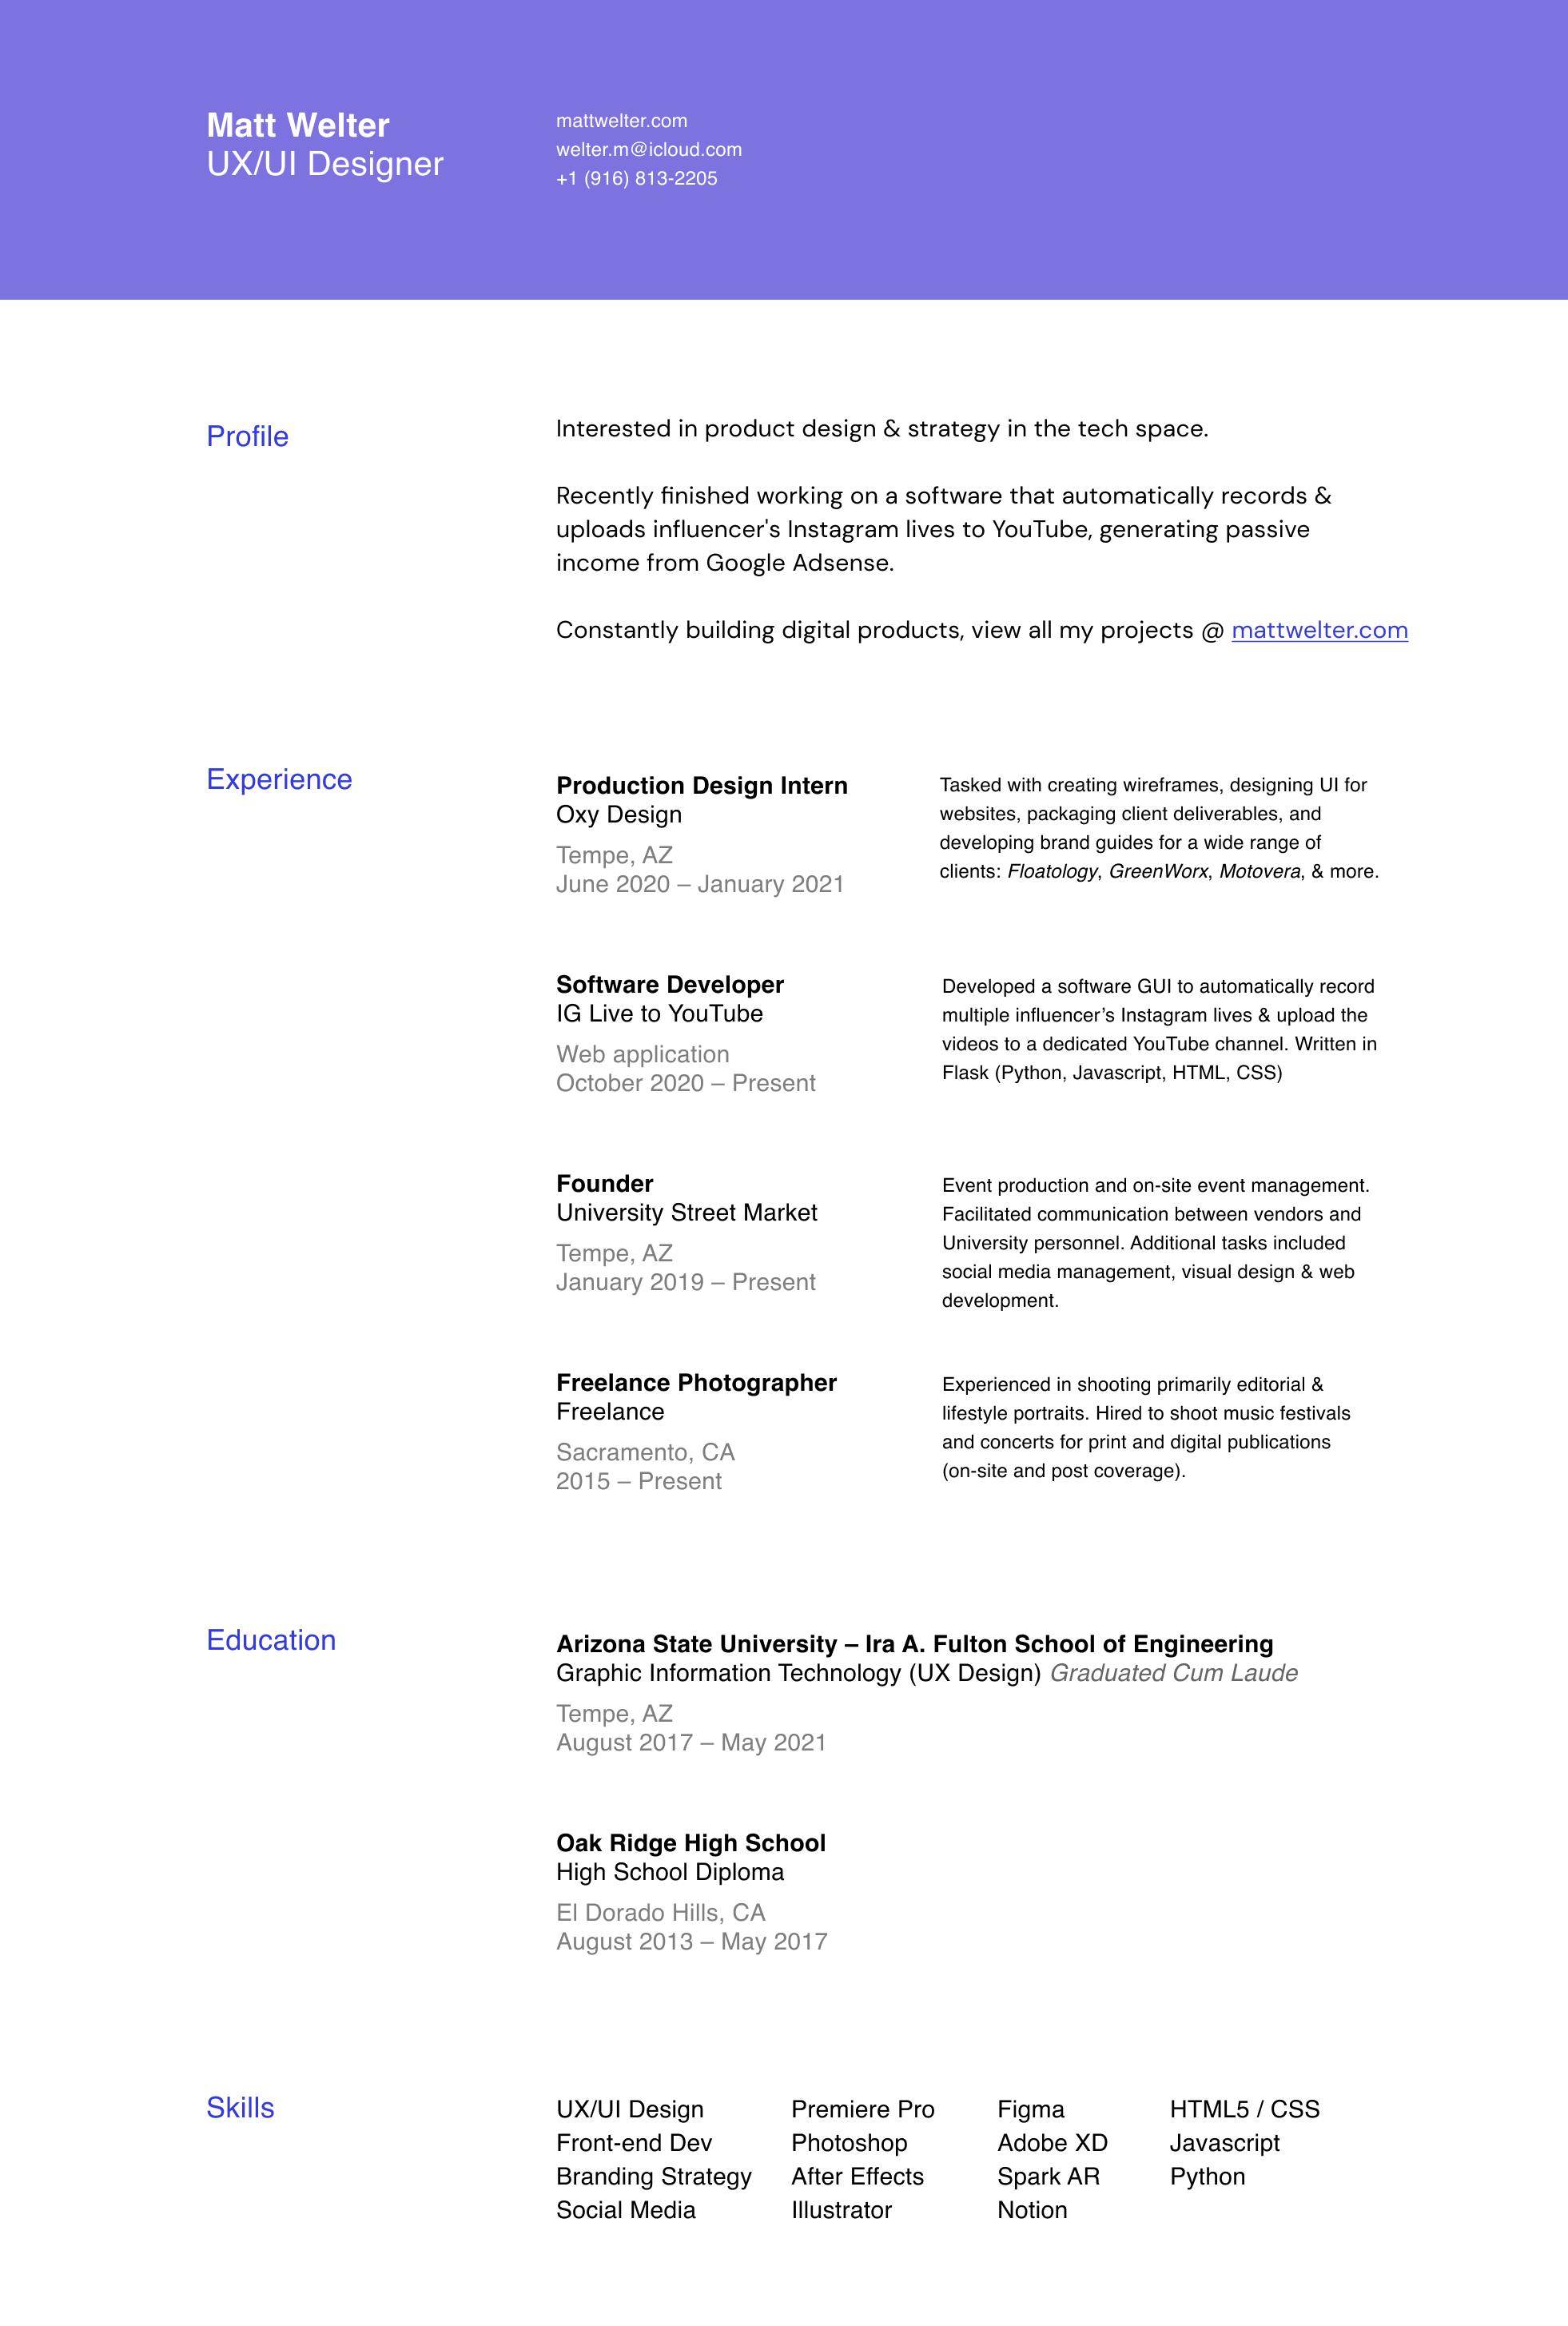 Matt Welter
UX/UI Designer
mattwelter.com
welter.m@icloud.com
+1 (916) 813-2205
Profile
Interested in product design & strategy in the tech space.
Recently finished working on a software that automatically records &
uploads influencer's Instagram lives to YouTube, generating passive
income from Google Adsense.
Constantly building digital products, view all my projects @ mattwelter.com
Experience
Production Design Intern
Oxy Design
Tempe, AZ
June 2020 – January 2021
Tasked with creating wireframes, designing UI for
websites, packaging client deliverables, and
developing brand guides for a wide range of
clients: Floatology, GreenWorx, Motovera, & more.
Software Developer
IG Live to YouTube
Web application
October 2020 – Present
Developed a software GUI to automatically record
multiple influencer’s Instagram lives & upload the
videos to a dedicated YouTube channel. Written in
Flask (Python, Javascript, HTML, CSS)
Founder
University Street Market
Tempe, AZ
January 2019 – Present
Event production and on-site event management.
Facilitated communication between vendors and
University personnel. Additional tasks included
social media management, visual design & web
development.
Freelance Photographer
Freelance
Sacramento, CA
2015 – Present
Experienced in shooting primarily editorial &
lifestyle portraits. Hired to shoot music festivals
and concerts for print and digital publications
(on-site and post coverage).
Education
Arizona State University – Ira A. Fulton School of Engineering
Graphic Information Technology (UX Design) Graduated Cum Laude
Tempe, AZ
August 2017 – May 2021
Oak Ridge High School
High School Diploma
El Dorado Hills, CA
August 2013 – May 2017
Skills
UX/UI Design
Front-end Dev
Branding Strategy
Social Media
Premiere Pro
Photoshop
After Effects
Illustrator
Figma
Adobe XD
Spark AR
Notion
HTML5 / CSS
Javascript
Python